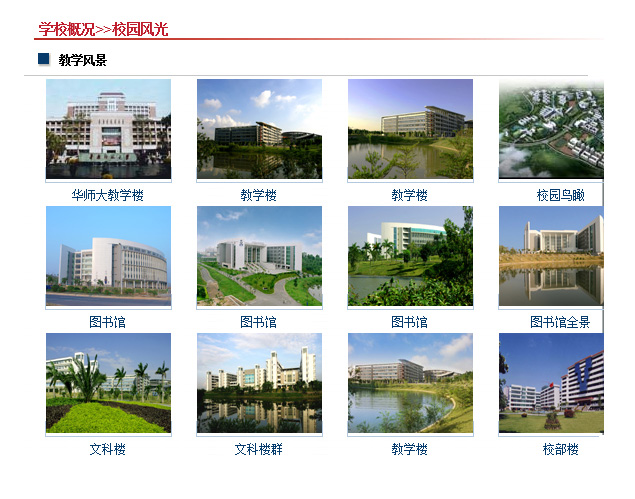 学校概况>>校园风光
教学风景
华师大教学楼 教学楼 教学楼 校园鸟瞰
图书馆 图书馆 图书馆 图书馆全景
文科楼 文科楼群 教学楼 校部楼